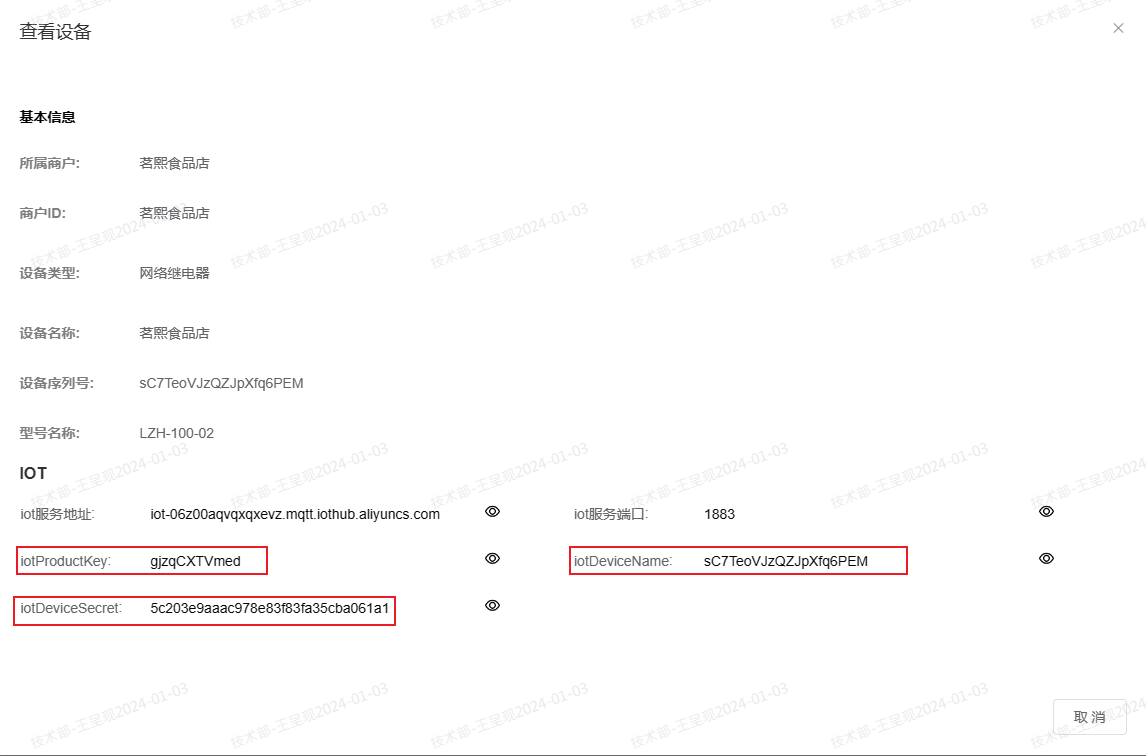 查看设备
基本信息
所属商户: 茗熙食品店
商户ID: 茗熙食品店
设备类型: 网络继电器
设备名称: 茗熙食品店
设备序列号: sC7TeoVJzQZJpXfq6PEM
型号名称: LZH-100-02
IOT
iot服务地址: iot-06z00aqvqxqxevz.mqtt.iothub.aliyuncs.com iot服务端口: 1883
iotProductKey: gjzqCXTVmed iotDeviceName: sC7TeoVJzQZJpXfq6PEM
iotDeviceSecret: 5c203e9aaac978e83f83fa35cba061a1
取消
技术部-王呈现2024-01-03